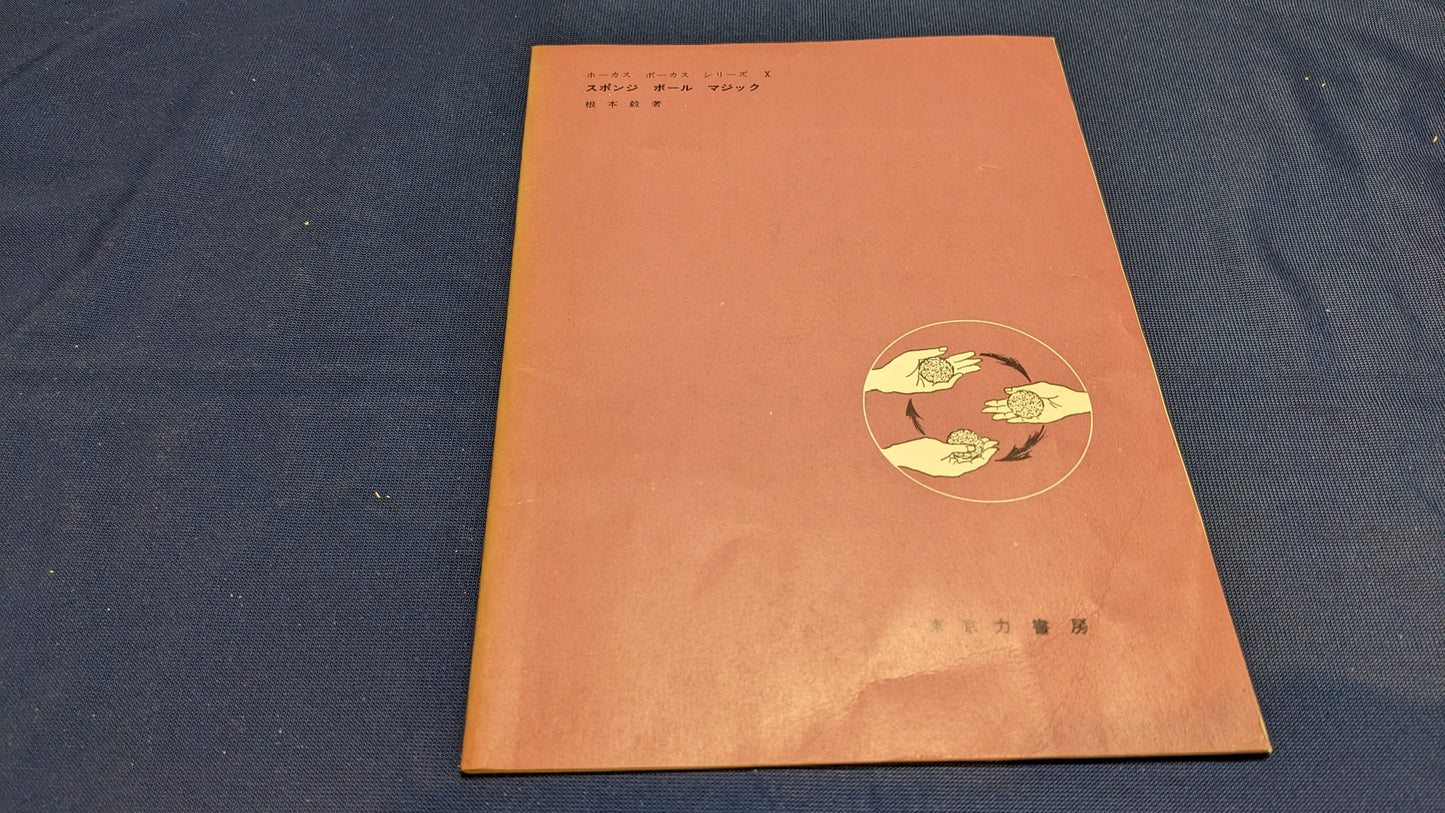 ホーカス ポーカス シリーズ X
スポンジ ボール マジック
根本毅著
東京力書房